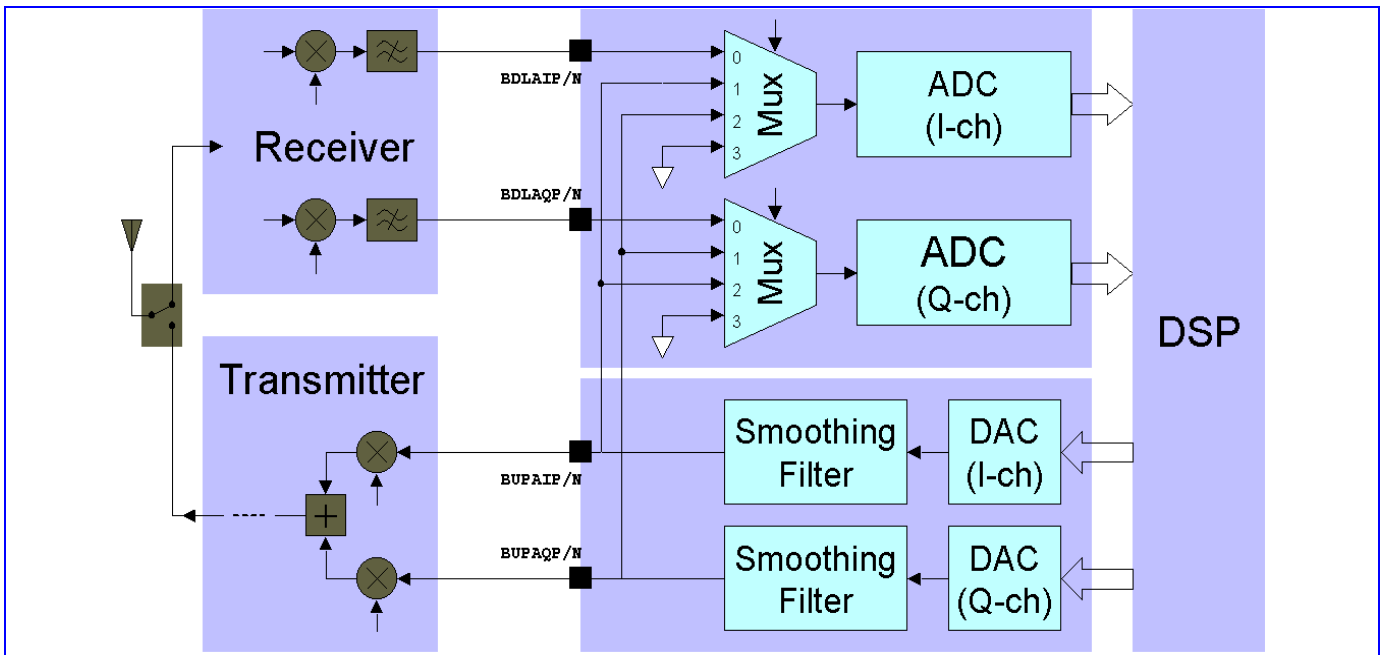 BDLAIP/N
Receiver
BDLAQP/N
0
1
2
3
Mux
ADC
(I-ch)
0
1
2
3
Mux
ADC
(Q-ch)
DSP
Transmitter
BUPAIP/N
Smoothing
Filter
DAC
(I-ch)
BUPAQP/N
Smoothing
Filter
DAC
(Q-ch)